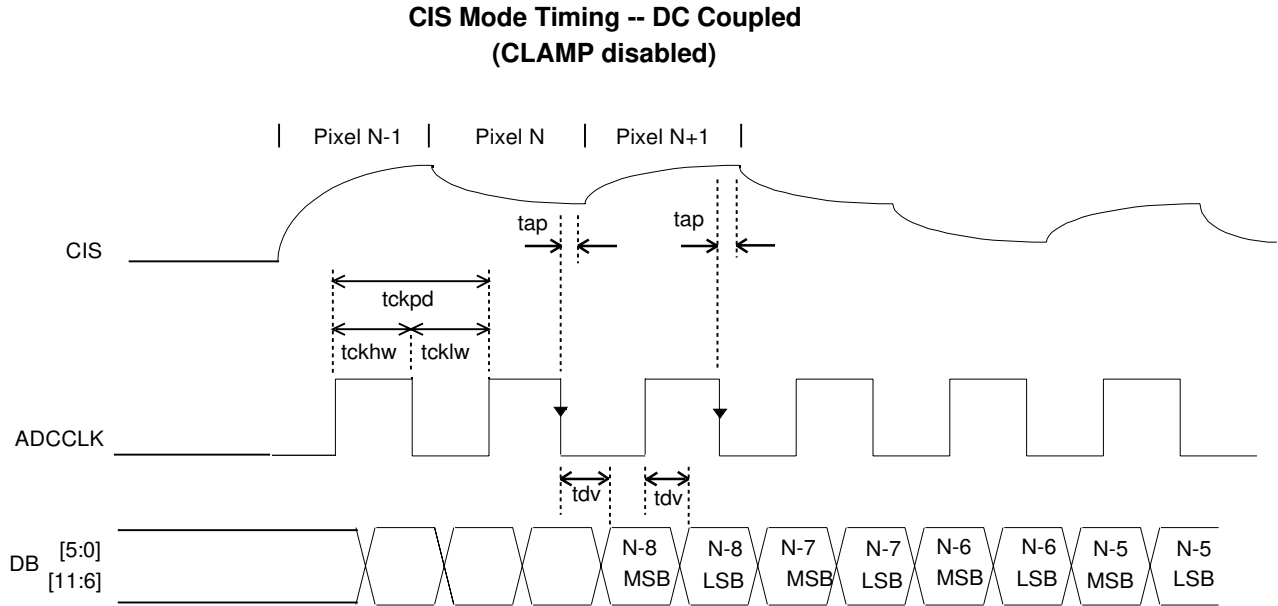 CIS Mode Timing -- DC Coupled
(CLAMP disabled)
| Pixel N-1 | Pixel N | Pixel N+1 |
tap tap
CIS
tckpd
tckhw tcklw
ADCCLK
tdv tdv
DB [5:0]
[11:6]
N-8 N-8 N-7 N-7 N-6 N-6 N-5 N-5
MSB LSB MSB LSB MSB LSB MSB LSB